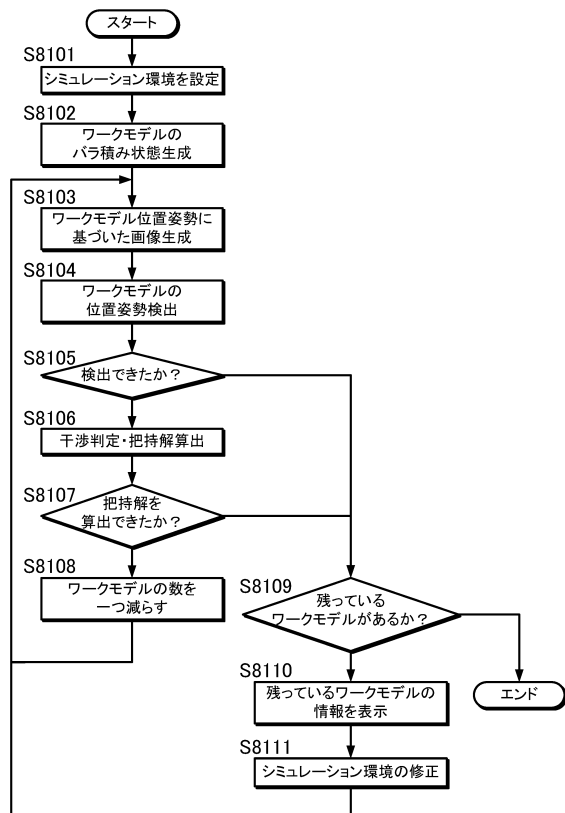 スタート
S8101
シミュレーション環境を設定
S8102
ワークモデルの
バラ積み状態生成
S8103
ワークモデル位置姿勢に
基づいた画像生成
S8104
ワークモデルの
位置姿勢検出
S8105
検出できたか？
S8106
干渉判定・把持解算出
S8107
把持解を
算出できたか？
S8108
ワークモデルの数を
一つ減らす
S8109
残っている
ワークモデルがあるか？
S8110
残っているワークモデルの
情報を表示
エンド
S8111
シミュレーション環境の修正